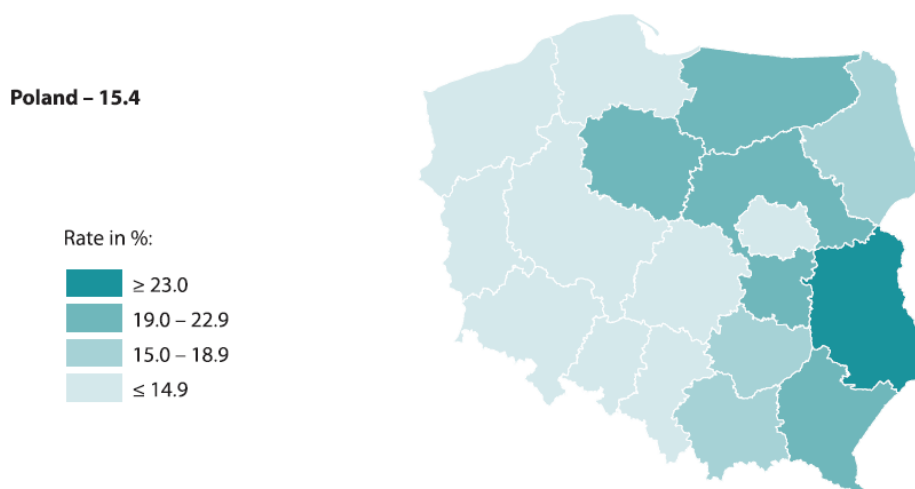 Poland – 15.4
Rate in %:
≥ 23.0
19.0 – 22.9
15.0 – 18.9
≤ 14.9